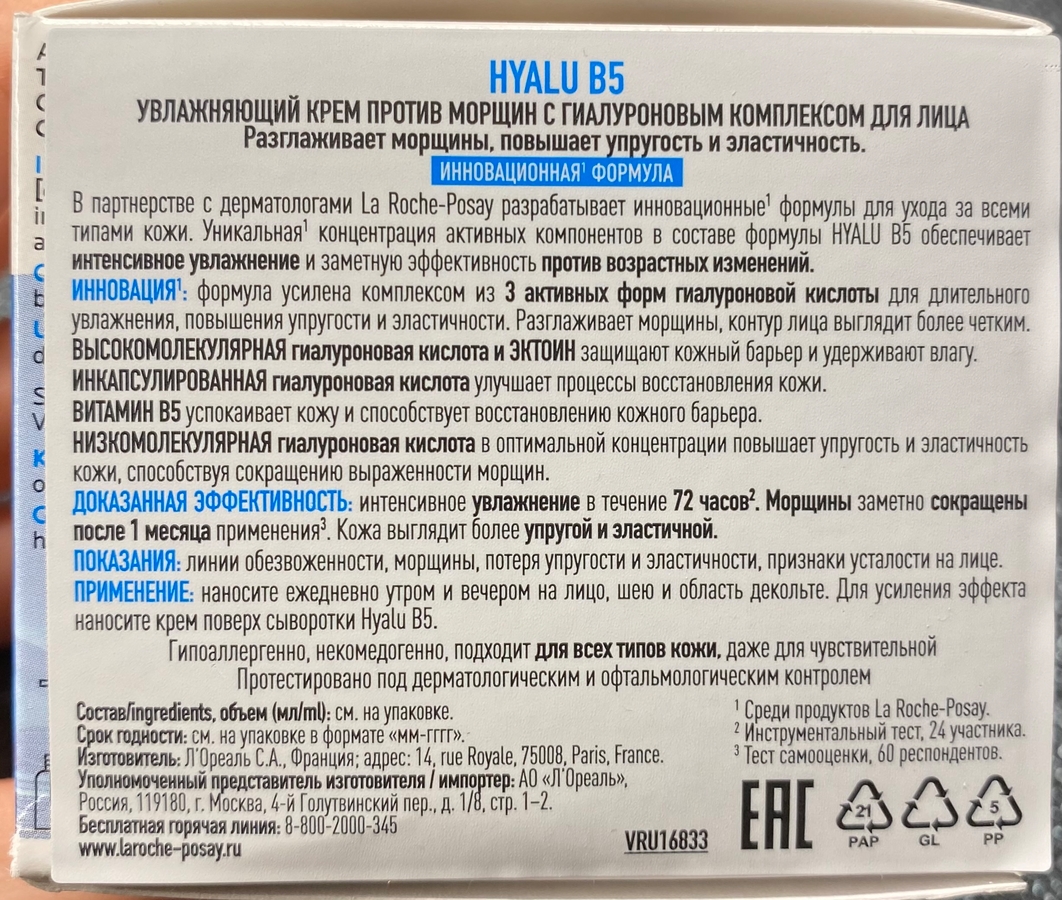 HYALU B5
УВЛАЖНЯЮЩИЙ КРЕМ ПРОТИВ МОРЩИН С ГИАЛУРОНОВЫМ КОМПЛЕКСОМ ДЛЯ ЛИЦА
Разглаживает морщины, повышает упругость и эластичность.
ИННОВАЦИОННАЯ¹ ФОРМУЛА
В партнерстве с дерматологами La Roche-Posay разрабатывает инновационные¹ формулы для ухода за всеми
типами кожи. Уникальная¹ концентрация активных компонентов в составе формулы HYALU B5 обеспечивает
интенсивное увлажнение и заметную эффективность против возрастных изменений.
ИННОВАЦИЯ¹: формула усилена комплексом из 3 активных форм гиалуроновой кислоты для длительного
увлажнения, повышения упругости и эластичности. Разглаживает морщины, контур лица выглядит более четким.
ВЫСОКОМОЛЕКУЛЯРНАЯ гиалуроновая кислота и ЭКТОИН защищают кожный барьер и удерживают влагу.
ИНКАПСУЛИРОВАННАЯ гиалуроновая кислота улучшает процессы восстановления кожи.
ВИТАМИН B5 успокаивает кожу и способствует восстановлению кожного барьера.
НИЗКОМОЛЕКУЛЯРНАЯ гиалуроновая кислота в оптимальной концентрации повышает упругость и эластичность
кожи, способствуя сокращению выраженности морщин.
ДОКАЗАННАЯ ЭФФЕКТИВНОСТЬ: интенсивное увлажнение в течение 72 часов². Морщины заметно сокращены
после 1 месяца применения³. Кожа выглядит более упругой и эластичной.
ПОКАЗАНИЯ: линии обезвоженности, морщины, потеря упругости и эластичности, признаки усталости на лице.
ПРИМЕНЕНИЕ: наносите ежедневно утром и вечером на лицо, шею и область декольте. Для усиления эффекта
наносите крем поверх сыворотки Hyalu B5.
Гипоаллергенно, некомедогенно, подходит для всех типов кожи, даже для чувствительной
Протестировано под дерматологическим и офтальмологическим контролем
Состав/ingredients, объем (мл/ml): см. на упаковке.
Срок годности: см. на упаковке в формате «мм-гггг».
Изготовитель: Л'Ореаль С.А., Франция; адрес: 14, rue Royale, 75008, Paris, France.
Уполномоченный представитель изготовителя / импортер: АО «Л'Ореаль»,
Россия, 119180, г. Москва, 4-й Голутвинский пер., д. 1/8, стр. 1-2.
Бесплатная горячая линия: 8-800-2000-345
www.laroche-posay.ru
¹ Среди продуктов La Roche-Posay.
² Инструментальный тест, 24 участника.
³ Тест самооценки, 60 респондентов.
VRU16833
EAC
21
PAP
GL
5
PP